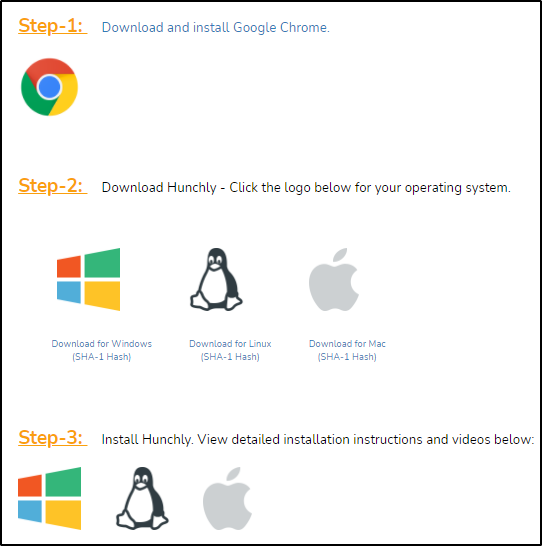 Step-1: Download and install Google Chrome.
Step-2: Download Hunchly - Click the logo below for your operating system.
Download for Windows
(SHA-1 Hash)
Download for Linux
(SHA-1 Hash)
Download for Mac
(SHA-1 Hash)
Step-3: Install Hunchly. View detailed installation instructions and videos below: